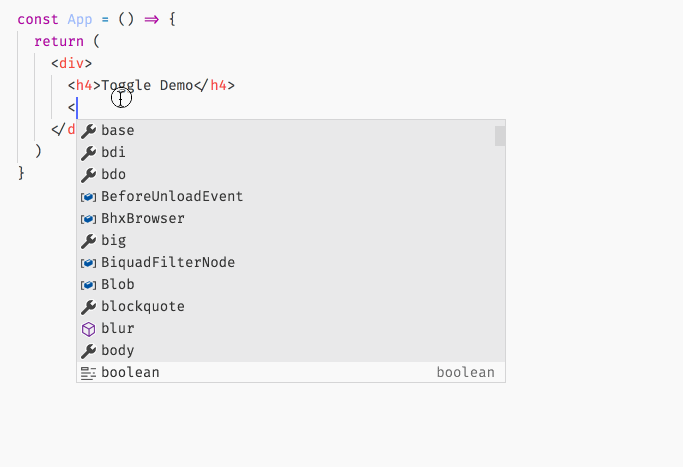 const App = () => {
return (
<div>
<h4>Toggle Demo</h4>
<
</d
)
}
base
bdi
bdo
BeforeUnloadEvent
BhxBrowser
big
BiquadFilterNode
Blob
blockquote
blur
body
boolean boolean